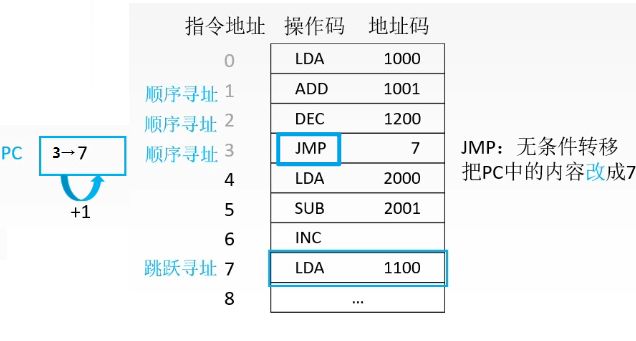 指令地址 操作码 地址码
0 LDA 1000
顺序寻址 1 ADD 1001
顺序寻址 2 DEC 1200
顺序寻址 3 JMP 7
4 LDA 2000
5 SUB 2001
6 INC
跳跃寻址 7 LDA 1100
8 ...
PC 3→7
+1
JMP：无条件转移
把PC中的内容改成7